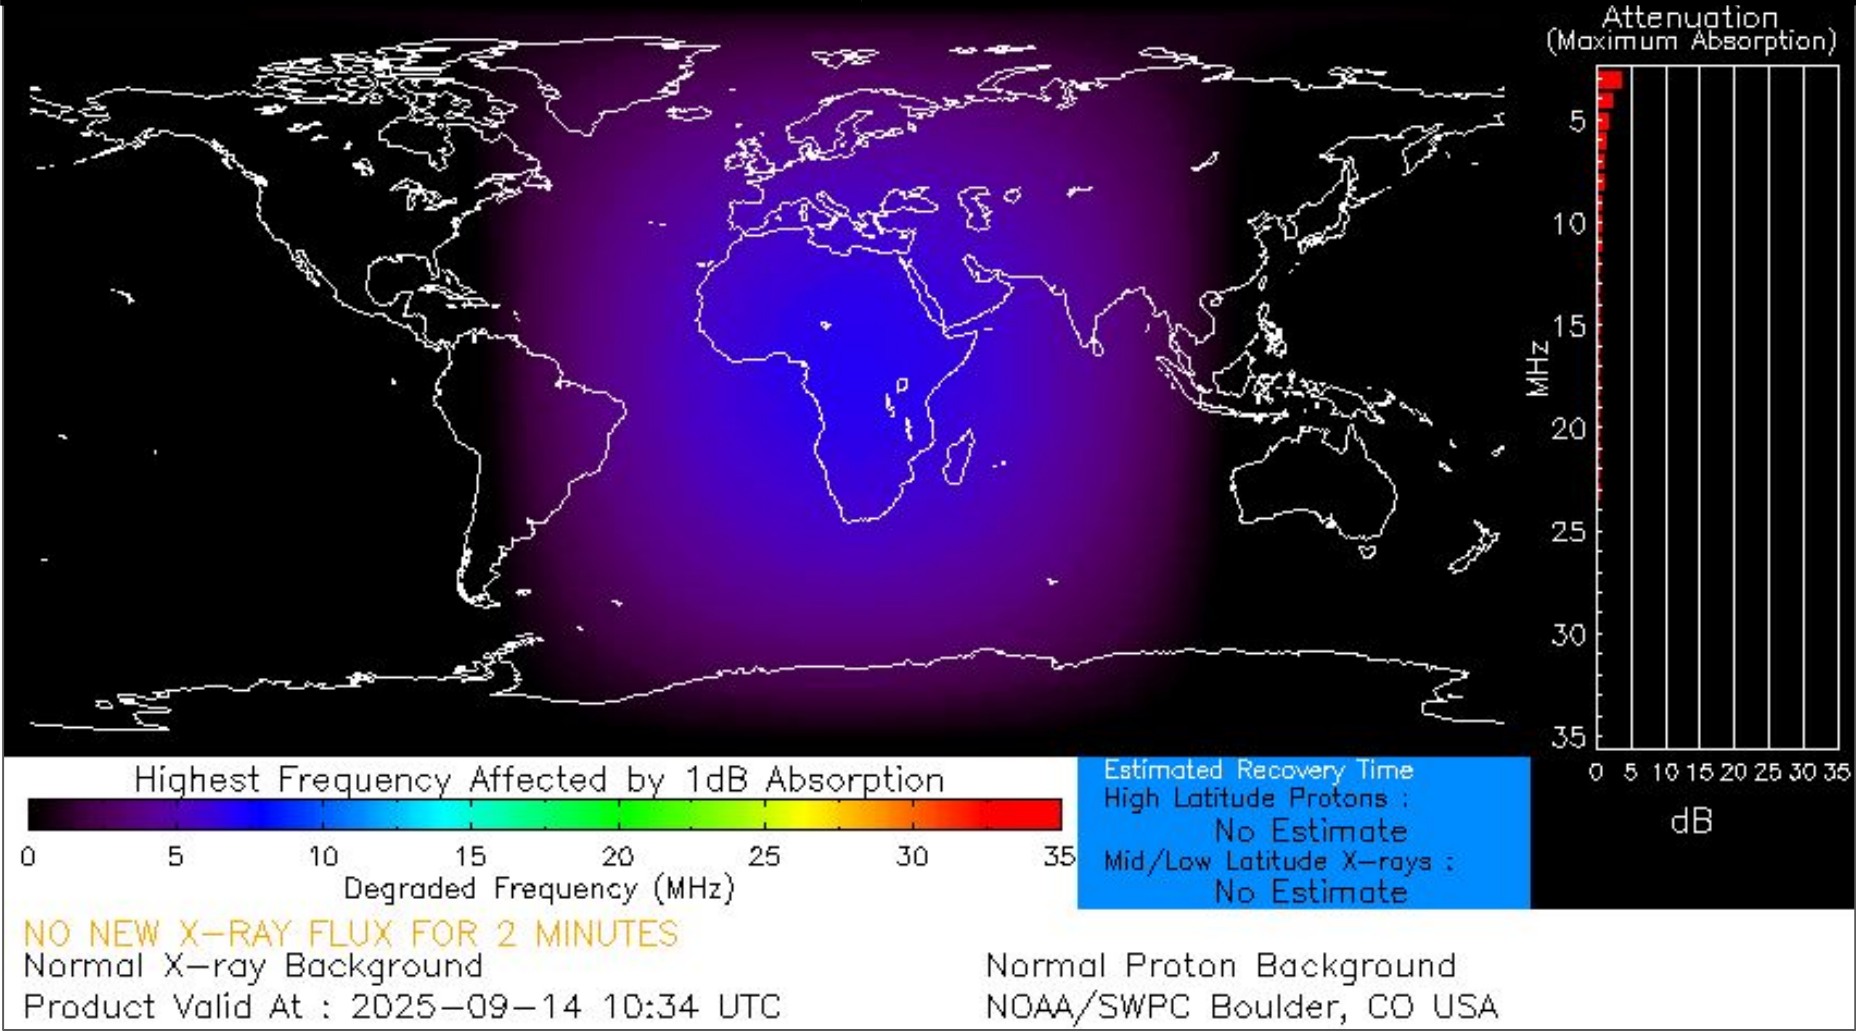 Attenuation
(Maximum Absorption)
5
10
15
20
25
30
35
MHz
0 5 10 15 20 25 30 35
dB
Highest Frequency Affected by 1dB Absorption
0 5 10 15 20 25 30 35
Degraded Frequency (MHz)
Estimated Recovery Time
High Latitude Protons :
No Estimate
Mid/Low Latitude X-rays :
No Estimate
NO NEW X-RAY FLUX FOR 2 MINUTES
Normal X-ray Background
Product Valid At : 2025-09-14 10:34 UTC
Normal Proton Background
NOAA/SWPC Boulder, CO USA